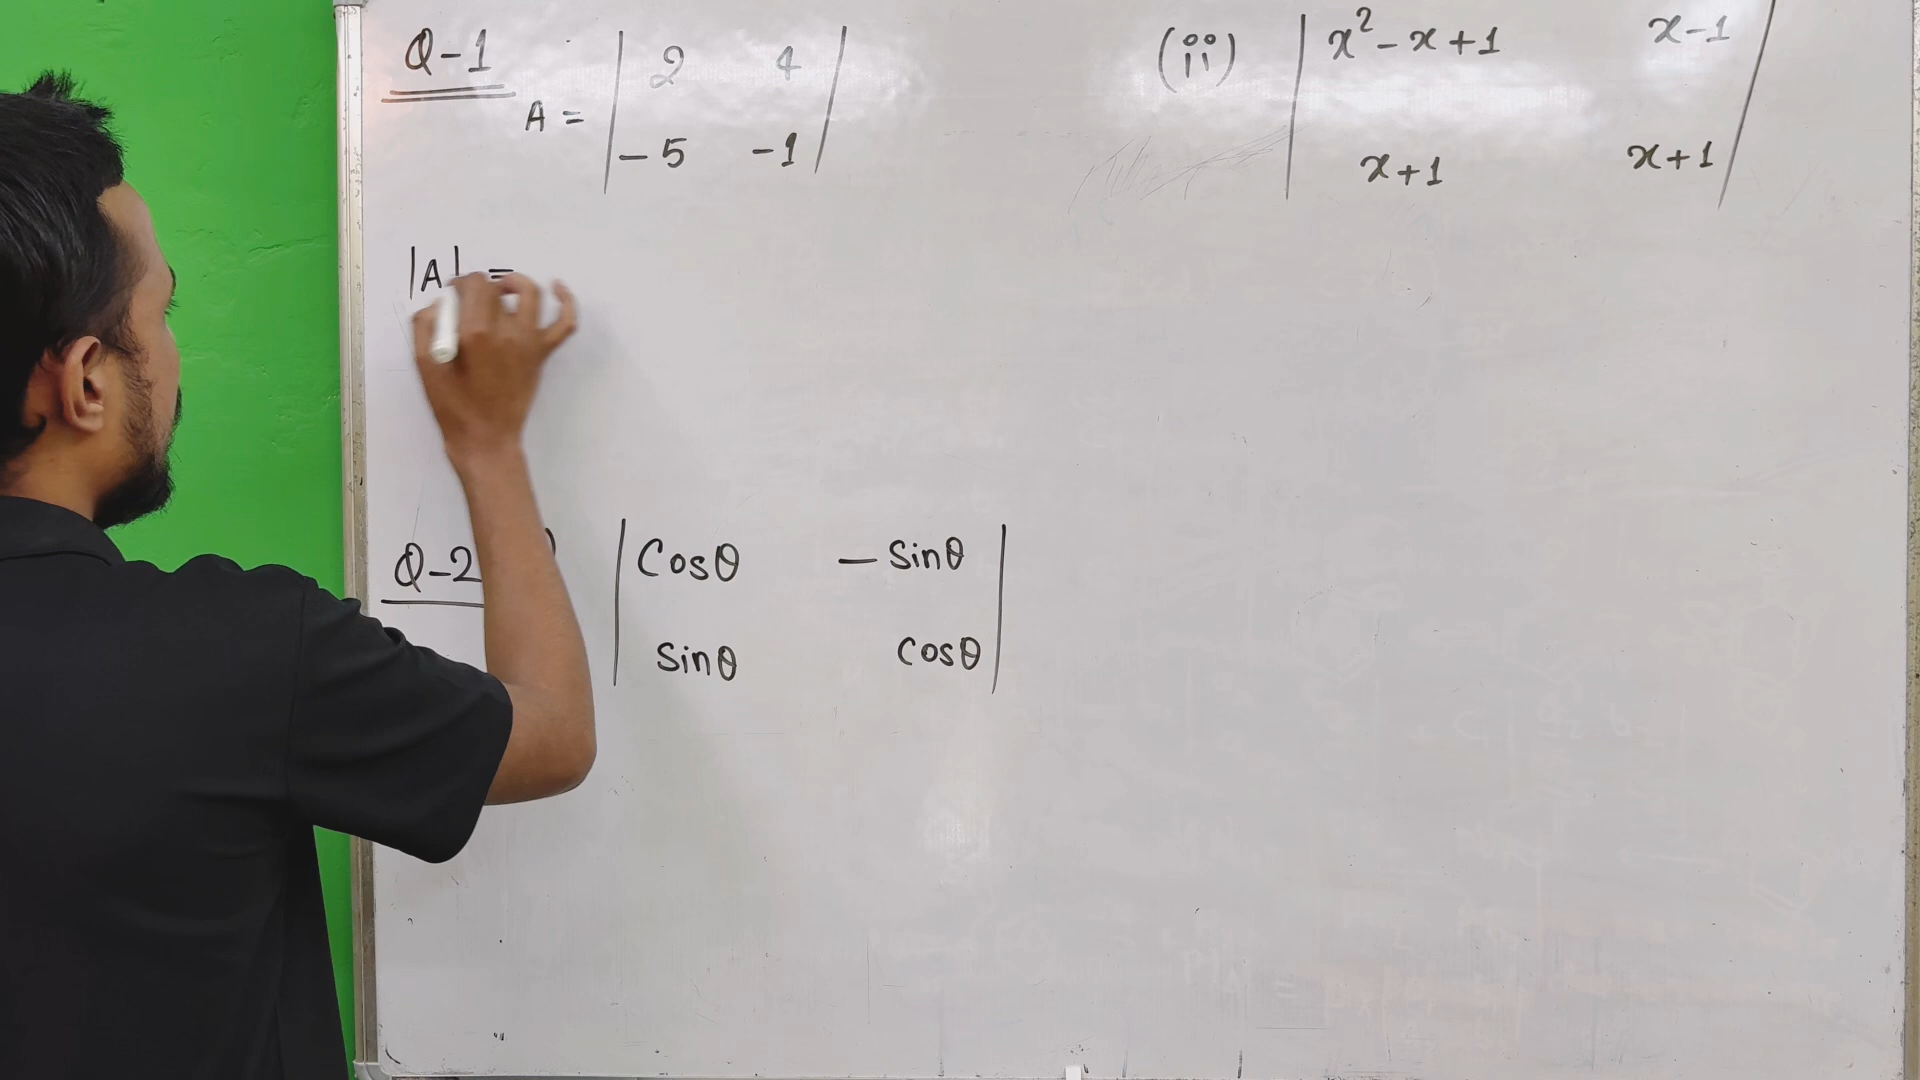 Q-1
A = | 2 4 |
| -5 -1 |
|A| =
Q-2 )
| Cosθ - Sinθ |
| Sinθ Cosθ |
(ii) | x² - x + 1 x-1 |
| x+1 x+1 |